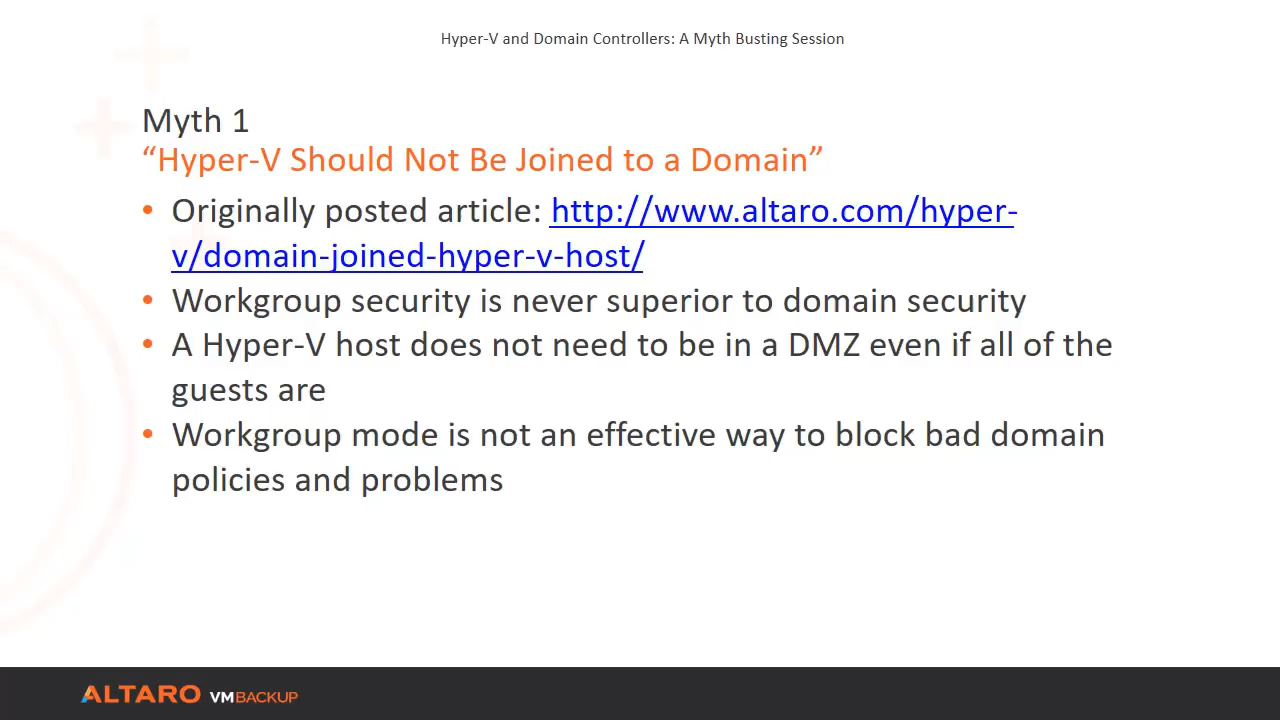 Hyper-V and Domain Controllers: A Myth Busting Session
Myth 1
“Hyper-V Should Not Be Joined to a Domain”
• Originally posted article: http://www.altaro.com/hyper-
v/domain-joined-hyper-v-host/
• Workgroup security is never superior to domain security
• A Hyper-V host does not need to be in a DMZ even if all of the
guests are
• Workgroup mode is not an effective way to block bad domain
policies and problems
ALTARO VMBACKUP